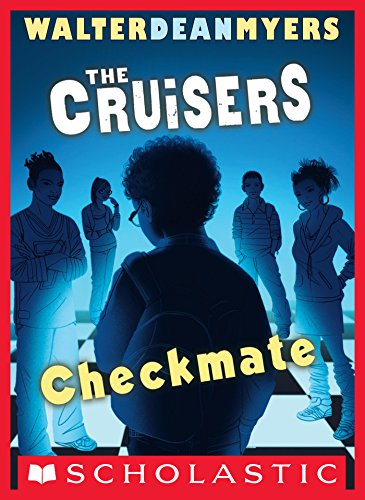 WALTERDEANMYERS
THE
CRUiSERS
Checkmate
SCHOLASTIC